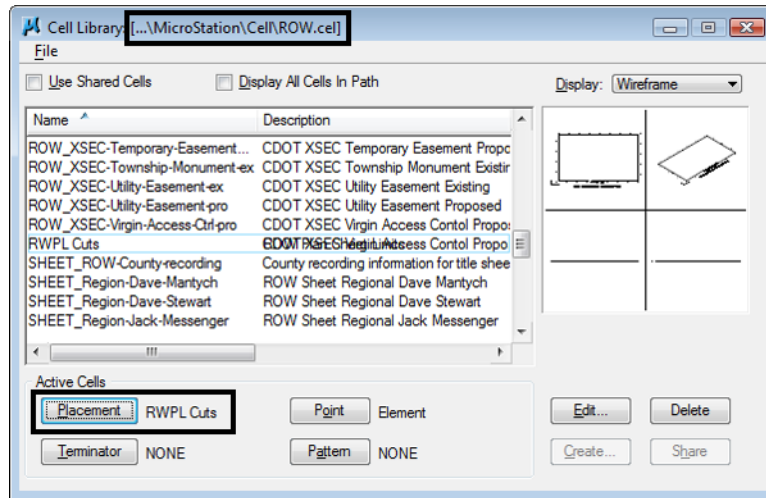 Cell Library: [...\MicroStation\Cell\ROW.cel]
File
Use Shared Cells Display All Cells In Path Display: Wireframe
Name Description
ROW_XSEC-Temporary-Easement... CDOT XSEC Temporary Easement Propc
ROW_XSEC-Township-Monument-ex CDOT XSEC Township Monument Existir
ROW_XSEC-Utility-Easement-ex CDOT XSEC Utility Easement Existing
ROW_XSEC-Utility-Easement-pro CDOT XSEC Utility Easement Proposed
ROW_XSEC-Virgin-Access-Ctrl-pro CDOT XSEC Virgin Access Contol Propo:
RWPL Cuts Access Contol Propo
SHEET_ROW-County-recording County recording information for title shee
SHEET_Region-Dave-Mantych ROW Sheet Regional Dave Mantych
SHEET_Region-Dave-Stewart ROW Sheet Regional Dave Stewart
SHEET_Region-Jack-Messenger ROW Sheet Regional Jack Messenger
Active Cells
Placement RWPL Cuts Point Element Edit... Delete
Terminator NONE Pattern NONE Create... Share